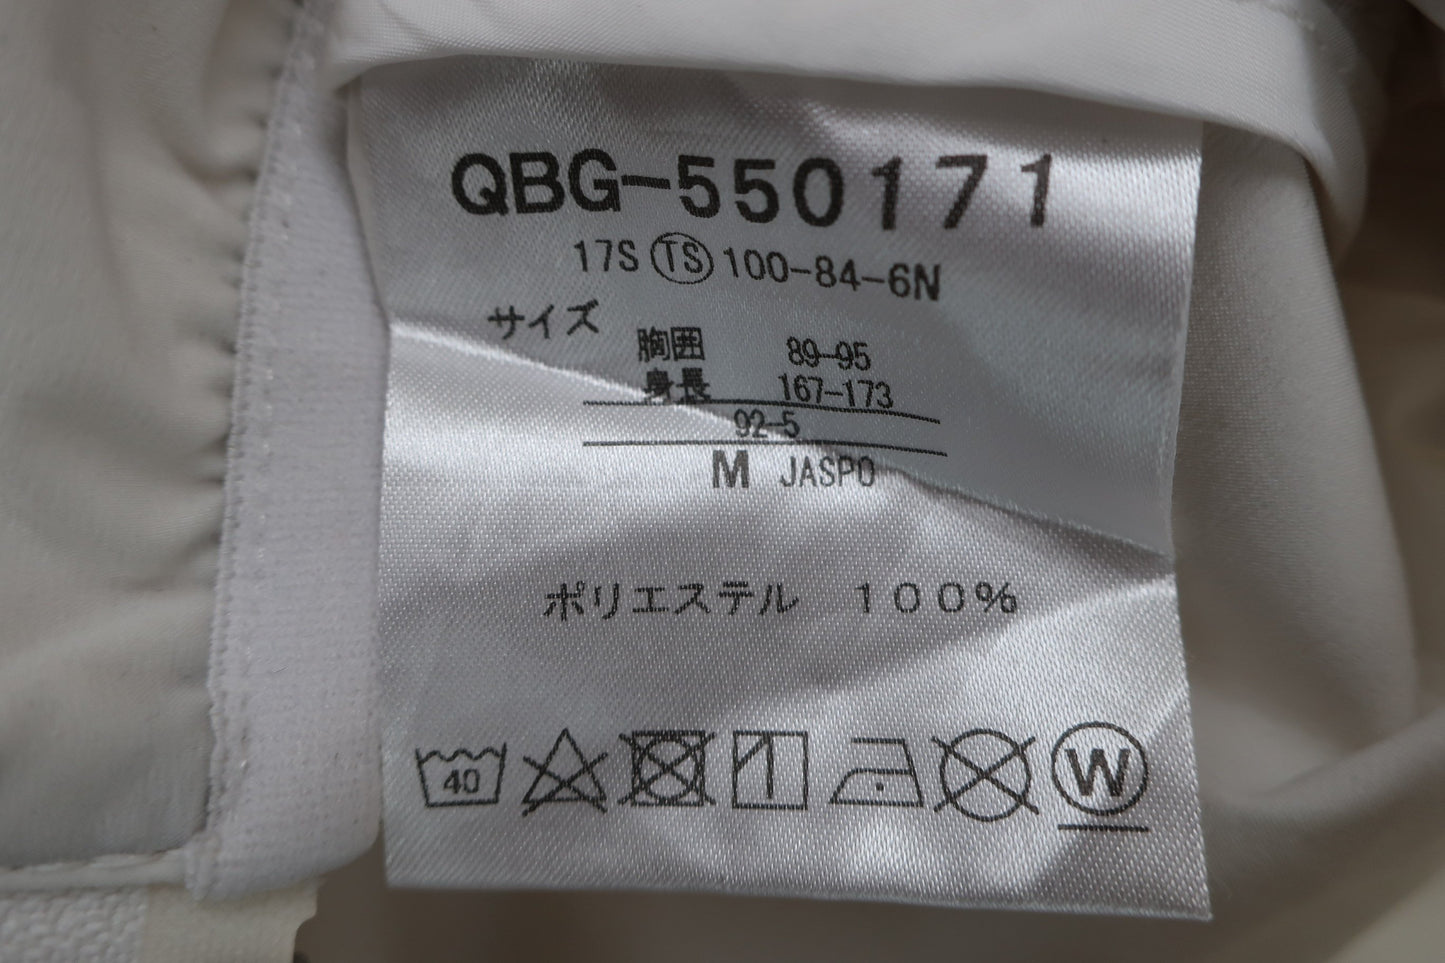 QBG-550171
17S TS 100-84-6N
サイズ
胸囲 89-95
身長 167-173
92-5
M JASPO
ポリエステル 100%
40 W